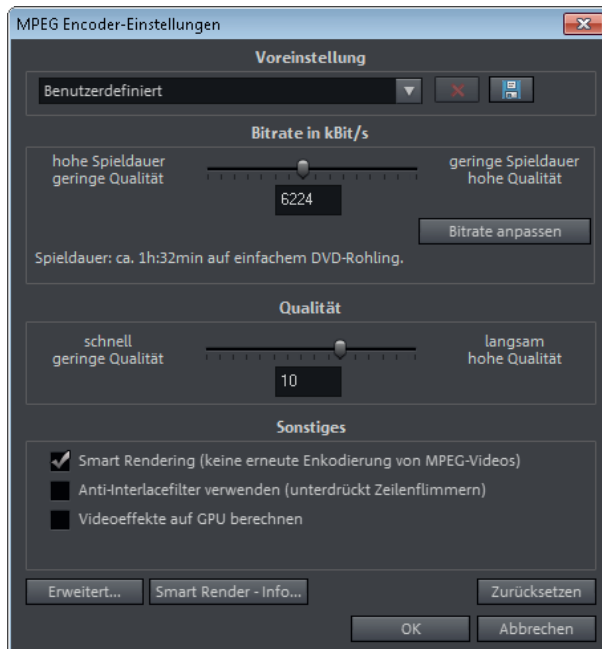 MPEG Encoder-Einstellungen
Voreinstellung
Benutzerdefiniert
Bitrate in kBit/s
hohe Spieldauer
geringe Qualität
geringe Spieldauer
hohe Qualität
6224
Bitrate anpassen
Spieldauer: ca. 1h:32min auf einfachem DVD-Rohling.
Qualität
schnell
geringe Qualität
langsam
hohe Qualität
10
Sonstiges
Smart Rendering (keine erneute Enkodierung von MPEG-Videos)
Anti-Interlacefilter verwenden (unterdrückt Zeilenflimmern)
Videoeffekte auf GPU berechnen
Erweitert...
Smart Render - Info...
Zurücksetzen
OK
Abbrechen